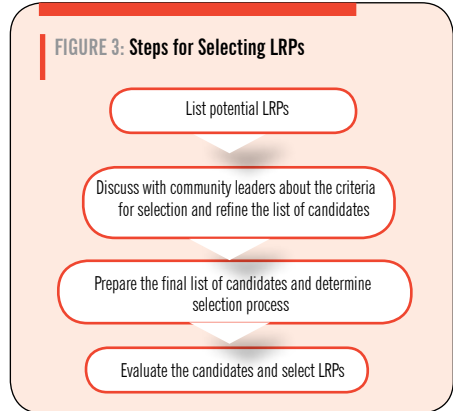 FIGURE 3: Steps for Selecting LRPs
List potential LRPs
Discuss with community leaders about the criteria
for selection and refine the list of candidates
Prepare the final list of candidates and determine
selection process
Evaluate the candidates and select LRPs